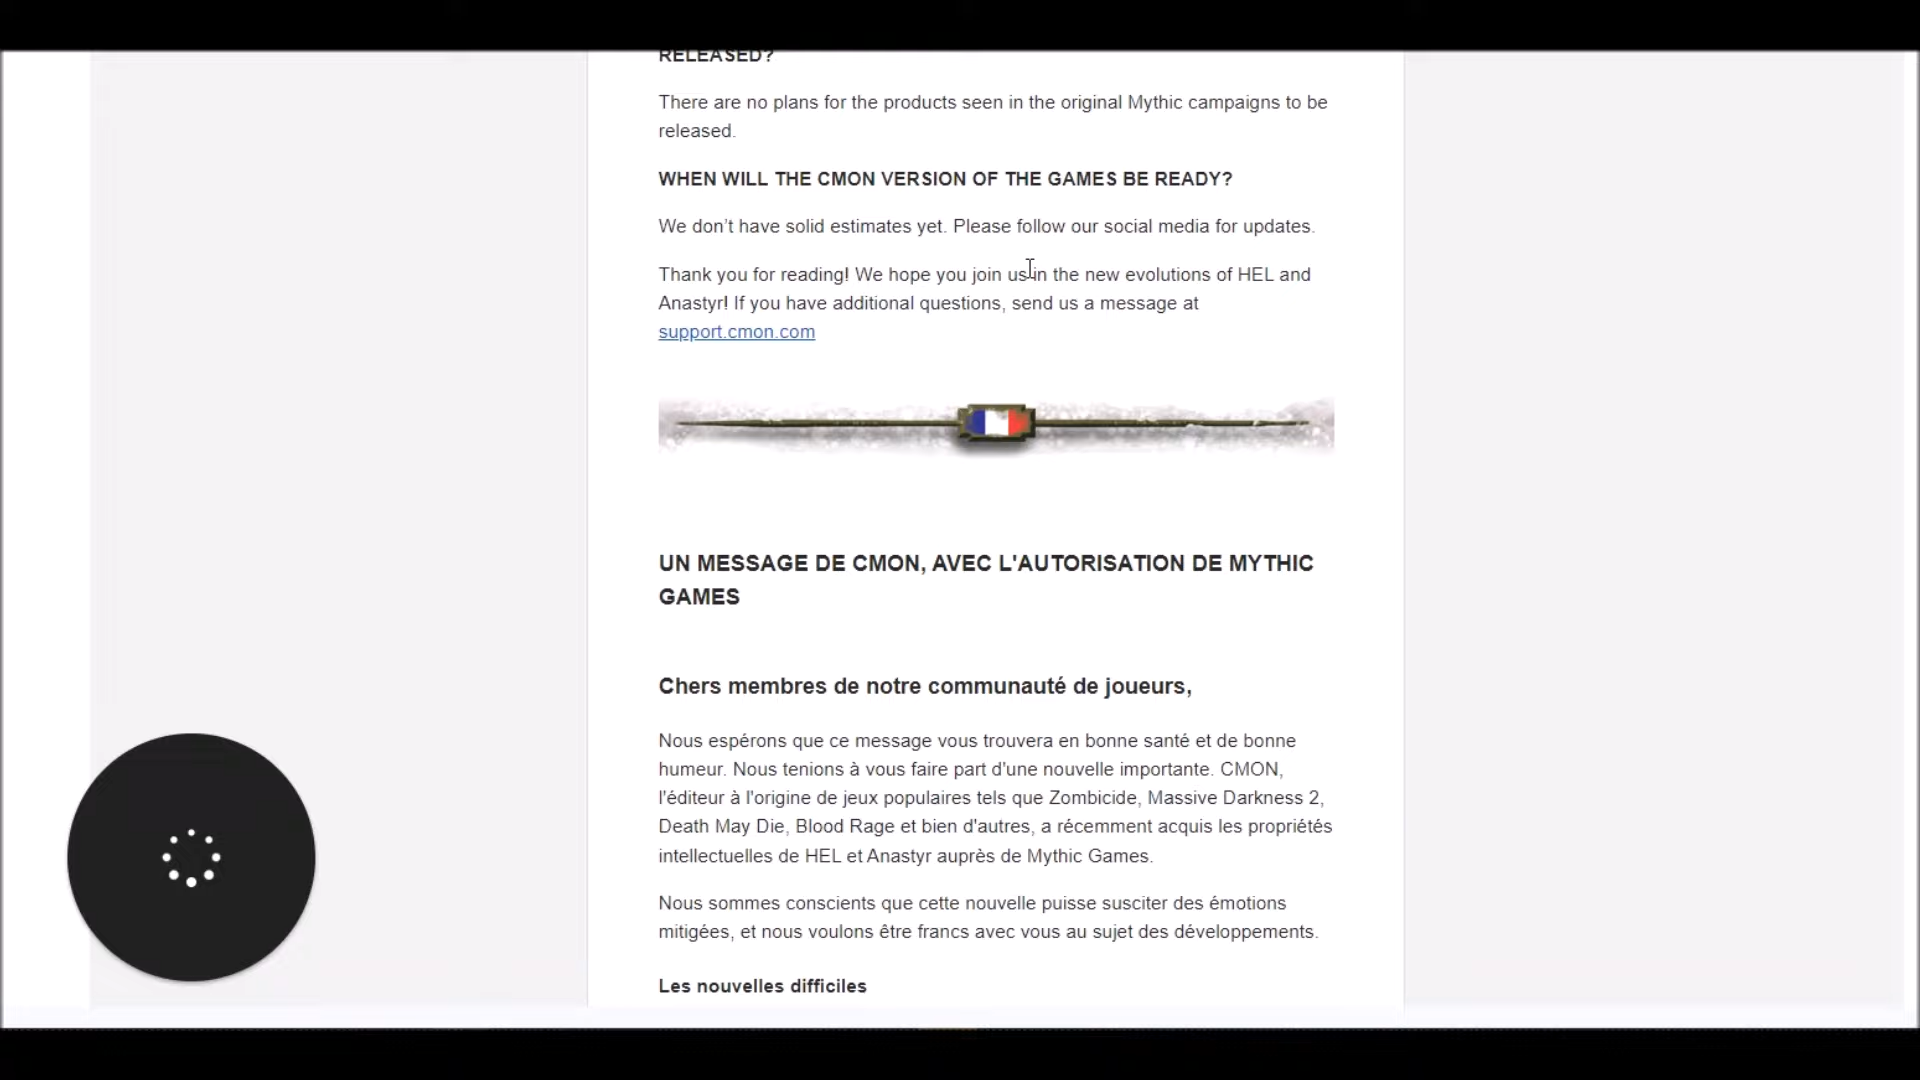 RELEASED?
There are no plans for the products seen in the original Mythic campaigns to be
released.
WHEN WILL THE CMON VERSION OF THE GAMES BE READY?
We don’t have solid estimates yet. Please follow our social media for updates.
Thank you for reading! We hope you join us in the new evolutions of HEL and
Anastyr! If you have additional questions, send us a message at
support.cmon.com
UN MESSAGE DE CMON, AVEC L'AUTORISATION DE MYTHIC
GAMES
Chers membres de notre communauté de joueurs,
Nous espérons que ce message vous trouvera en bonne santé et de bonne
humeur. Nous tenions à vous faire part d'une nouvelle importante. CMON,
l'éditeur à l'origine de jeux populaires tels que Zombicide, Massive Darkness 2,
Death May Die, Blood Rage et bien d'autres, a récemment acquis les propriétés
intellectuelles de HEL et Anastyr auprès de Mythic Games.
Nous sommes conscients que cette nouvelle puisse susciter des émotions
mitigées, et nous voulons être francs avec vous au sujet des développements.
Les nouvelles difficiles